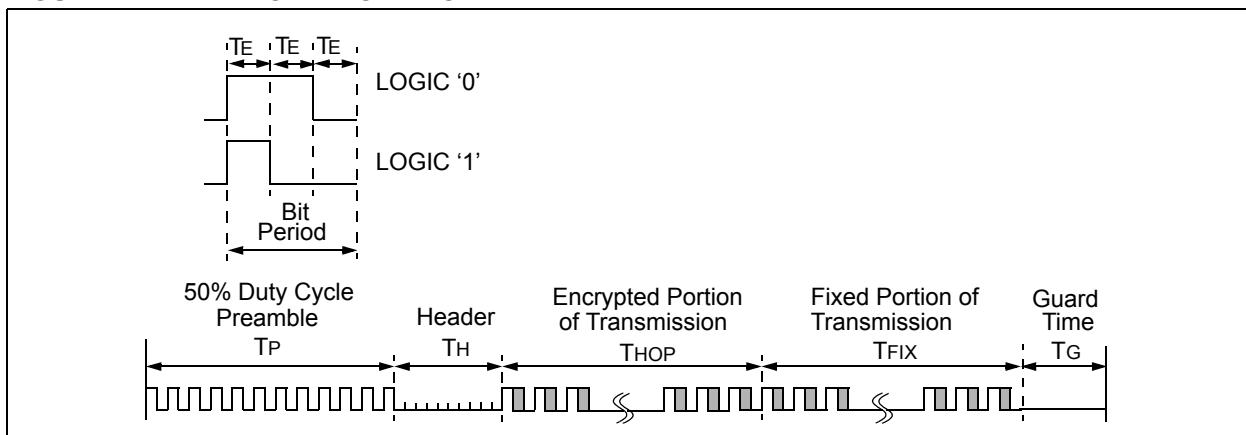 TE TE TE
LOGIC ‘0’
LOGIC ‘1’
Bit
Period
50% Duty Cycle
Preamble
TP
Header
TH
Encrypted Portion
of Transmission
THOP
Fixed Portion of
Transmission
TFIX
Guard
Time
TG